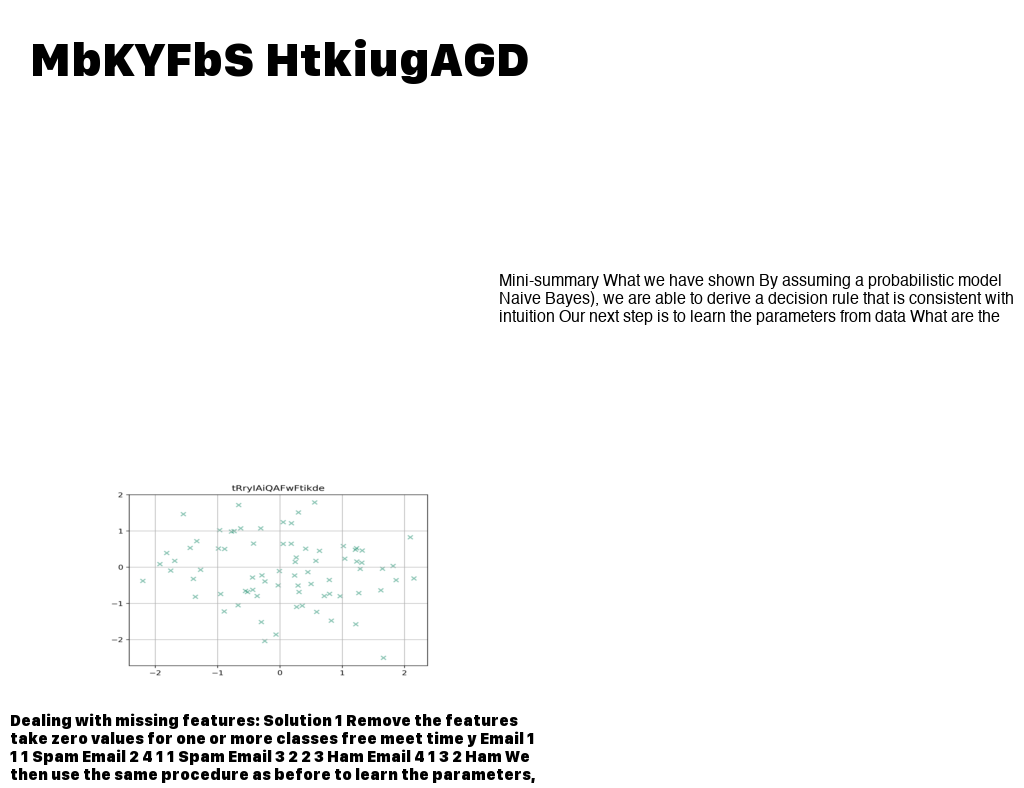 MbKYFbS HtkiugAGD
Mini-summary What we have shown By assuming a probabilistic model
Naive Bayes), we are able to derive a decision rule that is consistent with
intuition Our next step is to learn the parameters from data What are the
tRryIAiQAFwFtikde
2
1
0
−1
−2
−2 −1 0 1 2
Dealing with missing features: Solution 1 Remove the features
take zero values for one or more classes free meet time y Email 1
1 1 Spam Email 2 4 1 1 Spam Email 3 2 2 3 Ham Email 4 1 3 2 Ham We
then use the same procedure as before to learn the parameters,